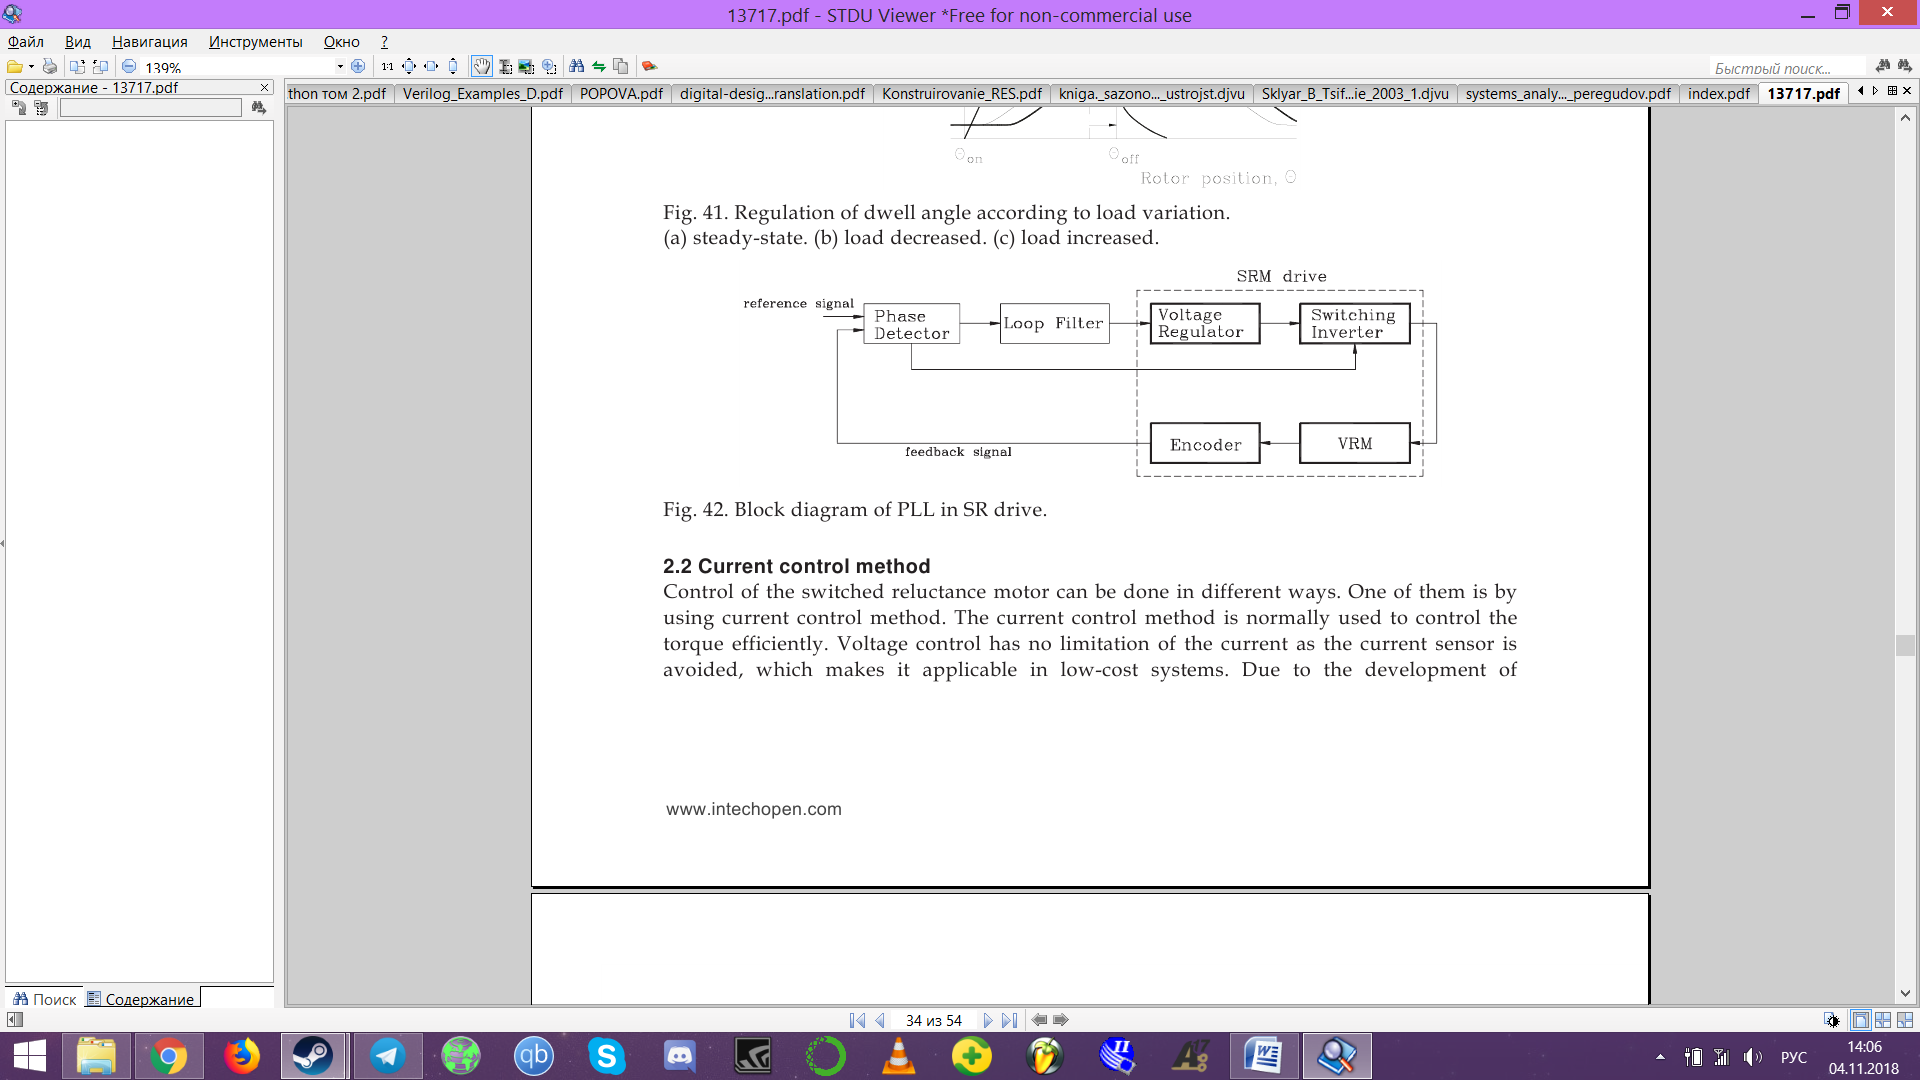 13717.pdf - STDU Viewer *Free for non-commercial use
Файл Вид Навигация Инструменты Окно ?
139%
1:1
Быстрый поиск...
Содержание - 13717.pdf
thon том 2.pdf Verilog_Examples_D.pdf POPOVA.pdf digital-desig...ranslation.pdf Konstruirovanie_RES.pdf kniga._sazono..._ustrojst.djvu Sklyar_B_Tsif...ie_2003_1.djvu systems_analy..._peregudov.pdf index.pdf 13717.pdf
Θon Θoff
Rotor position, Θ
Fig. 41. Regulation of dwell angle according to load variation.
(a) steady-state. (b) load decreased. (c) load increased.
SRM drive
reference signal
Phase
Detector
Loop Filter
Voltage
Regulator
Switching
Inverter
Encoder
VRM
feedback signal
Fig. 42. Block diagram of PLL in SR drive.
2.2 Current control method
Control of the switched reluctance motor can be done in different ways. One of them is by
using current control method. The current control method is normally used to control the
torque efficiently. Voltage control has no limitation of the current as the current sensor is
avoided, which makes it applicable in low-cost systems. Due to the development of
www.intechopen.com
Поиск Содержание
34 из 54
qb
17
РУС
14:06
04.11.2018